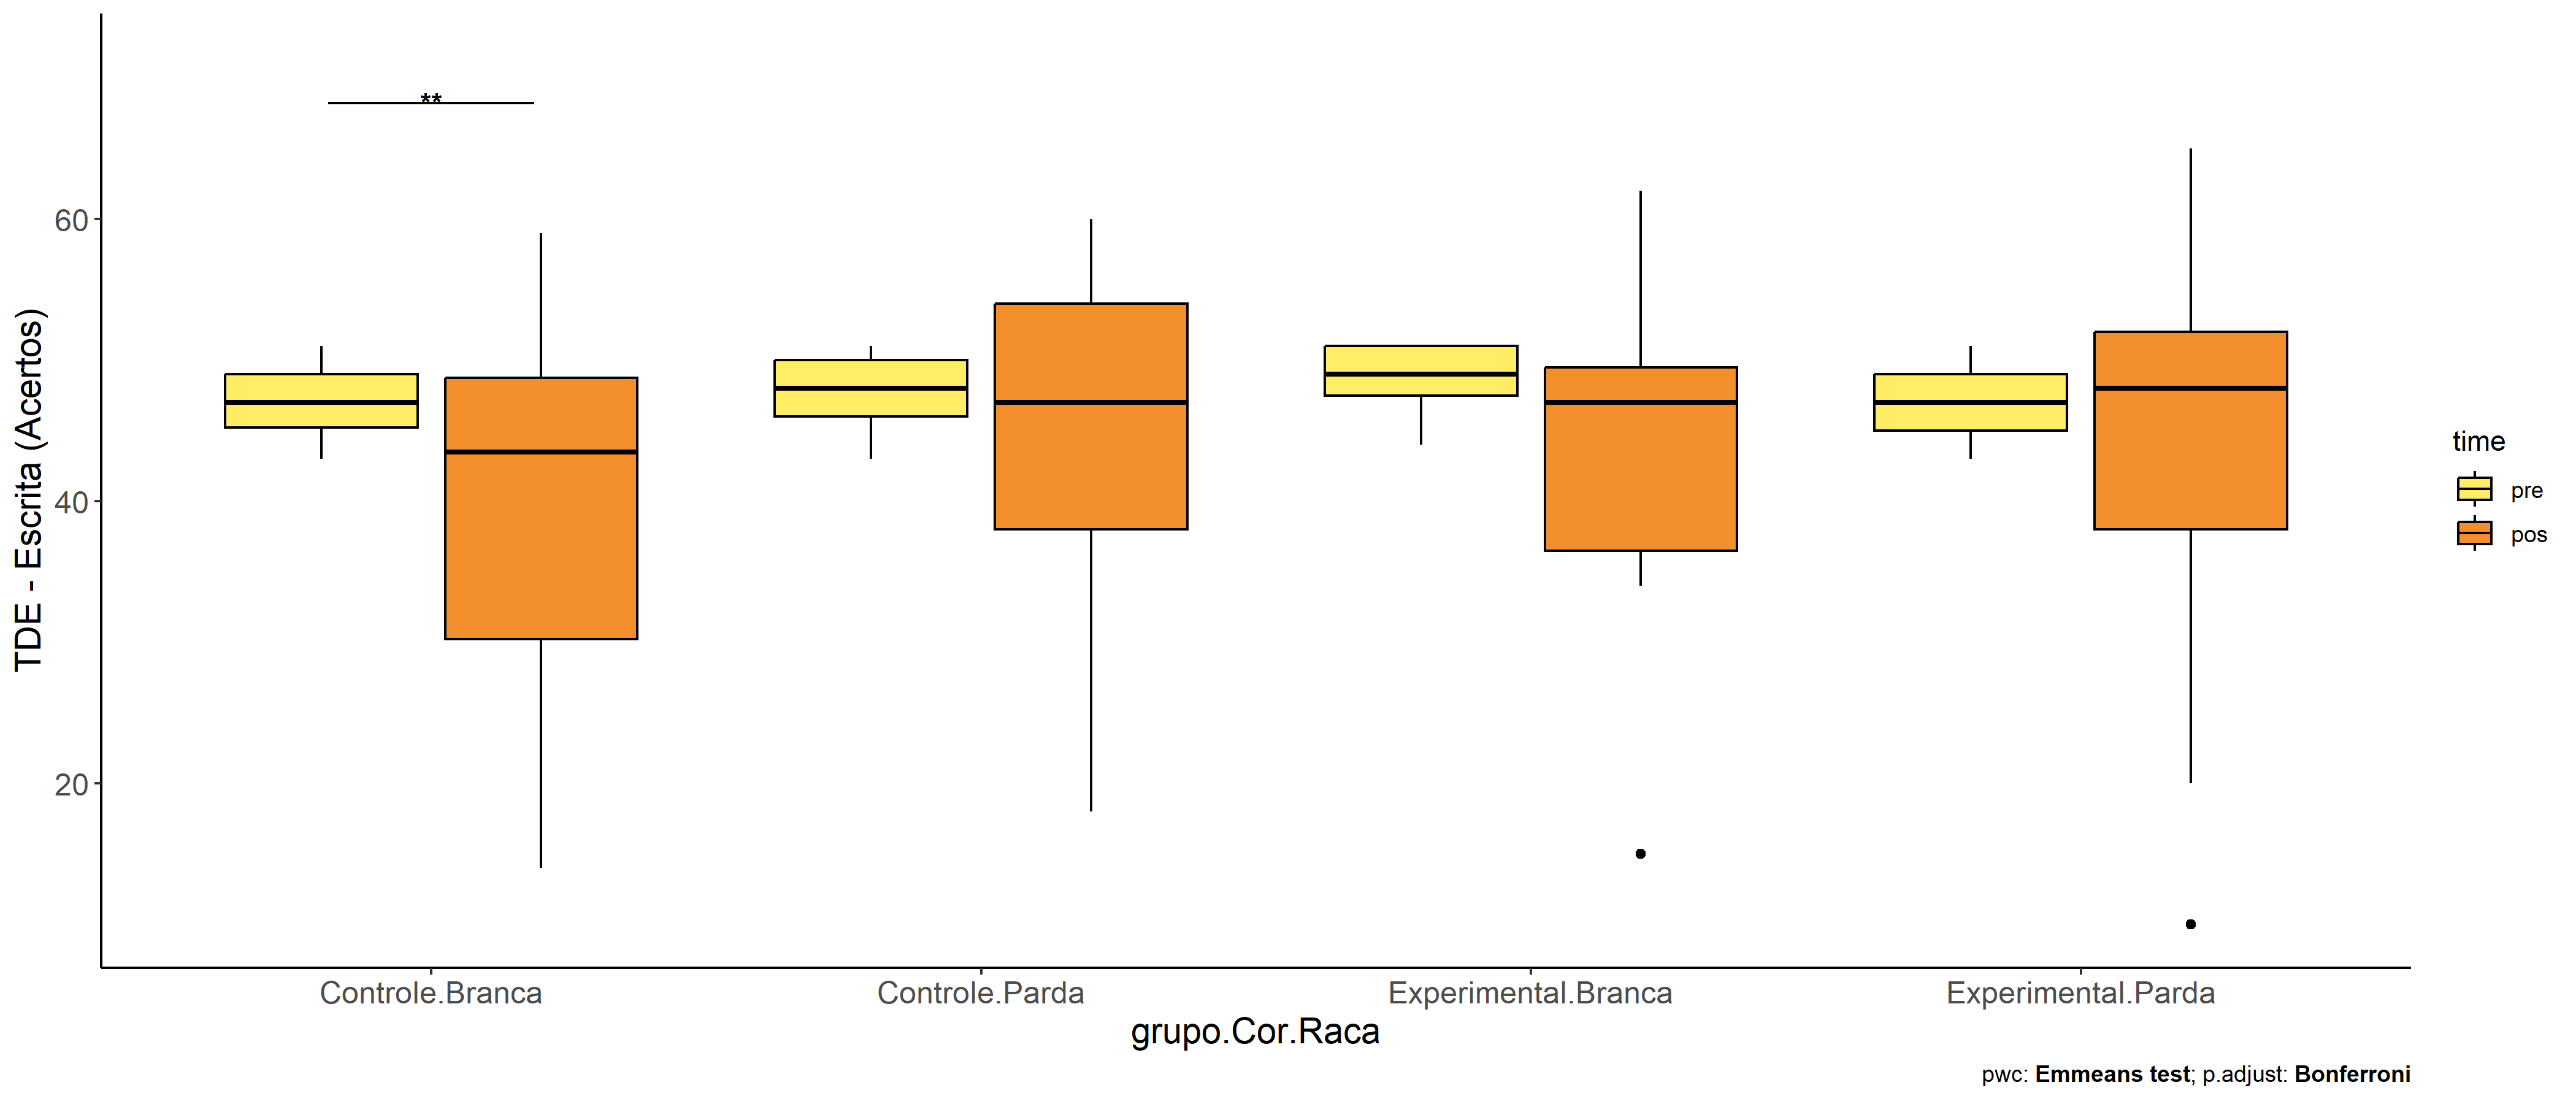 **
TDE - Escrita (Acertos)
60
40
20
Controle.Branca
Controle.Parda
Experimental.Branca
Experimental.Parda
grupo.Cor.Raca
time
pre
pos
pwc: Emmeans test; p.adjust: Bonferroni